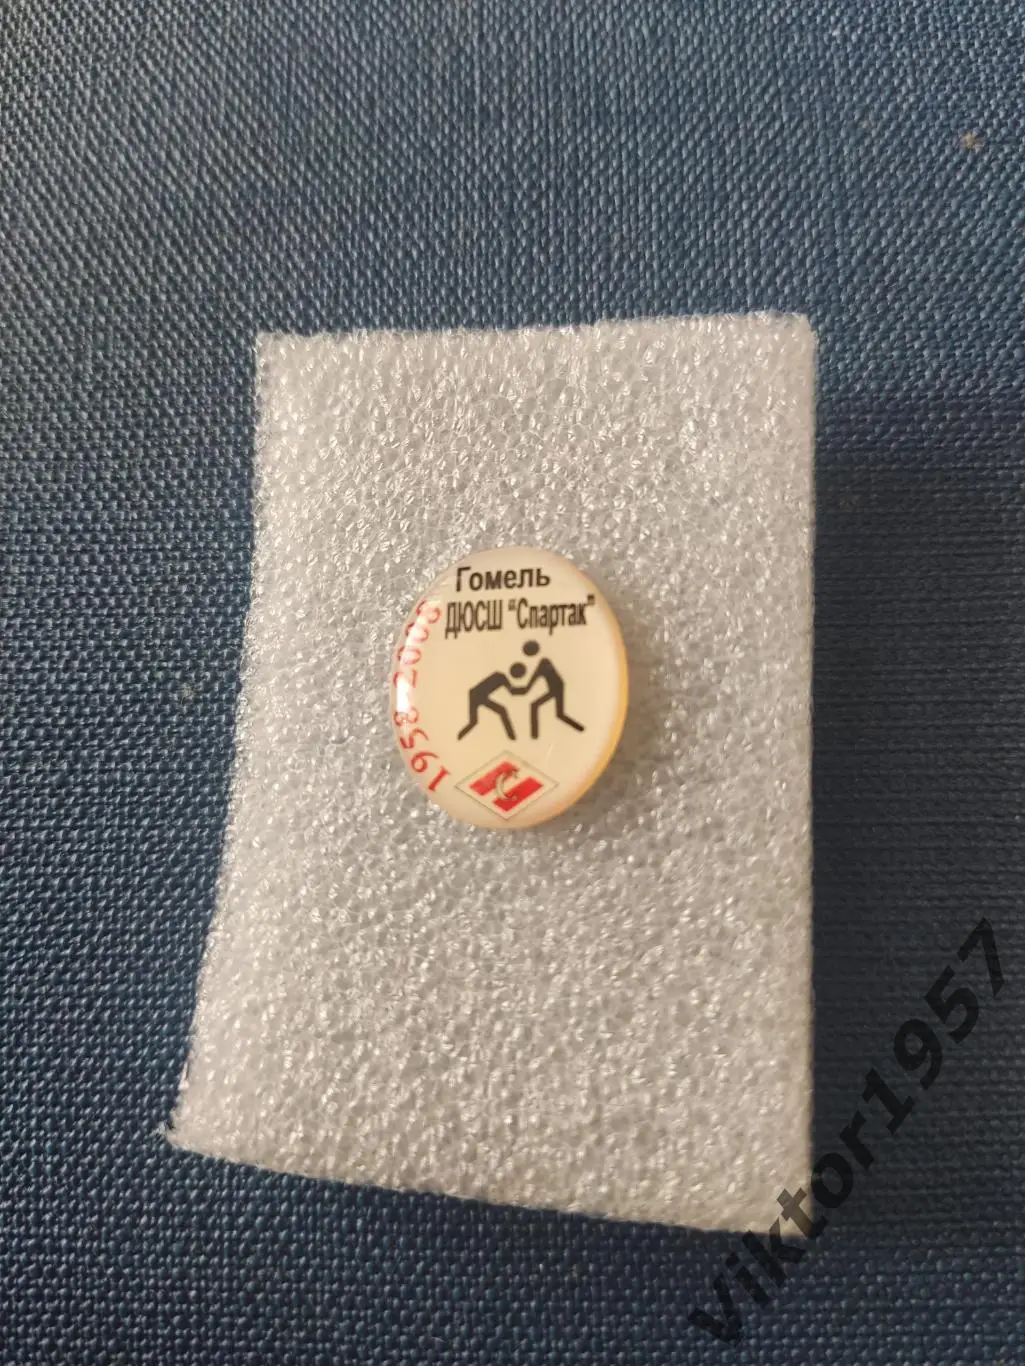 Гомель
ДЮСШ "Спартак"
1958-2008
С
viktor1957